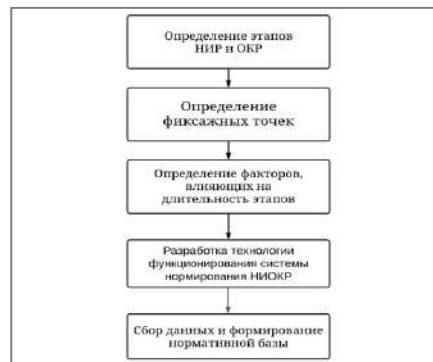 Определение этапов
НИР и ОКР
Определение
фиксажных точек
Определение факторов,
влияющих на
длительность этапов
Разработка технологии
функционирования системы
нормирования НИОКР
Сбор данных и формирование
нормативной базы